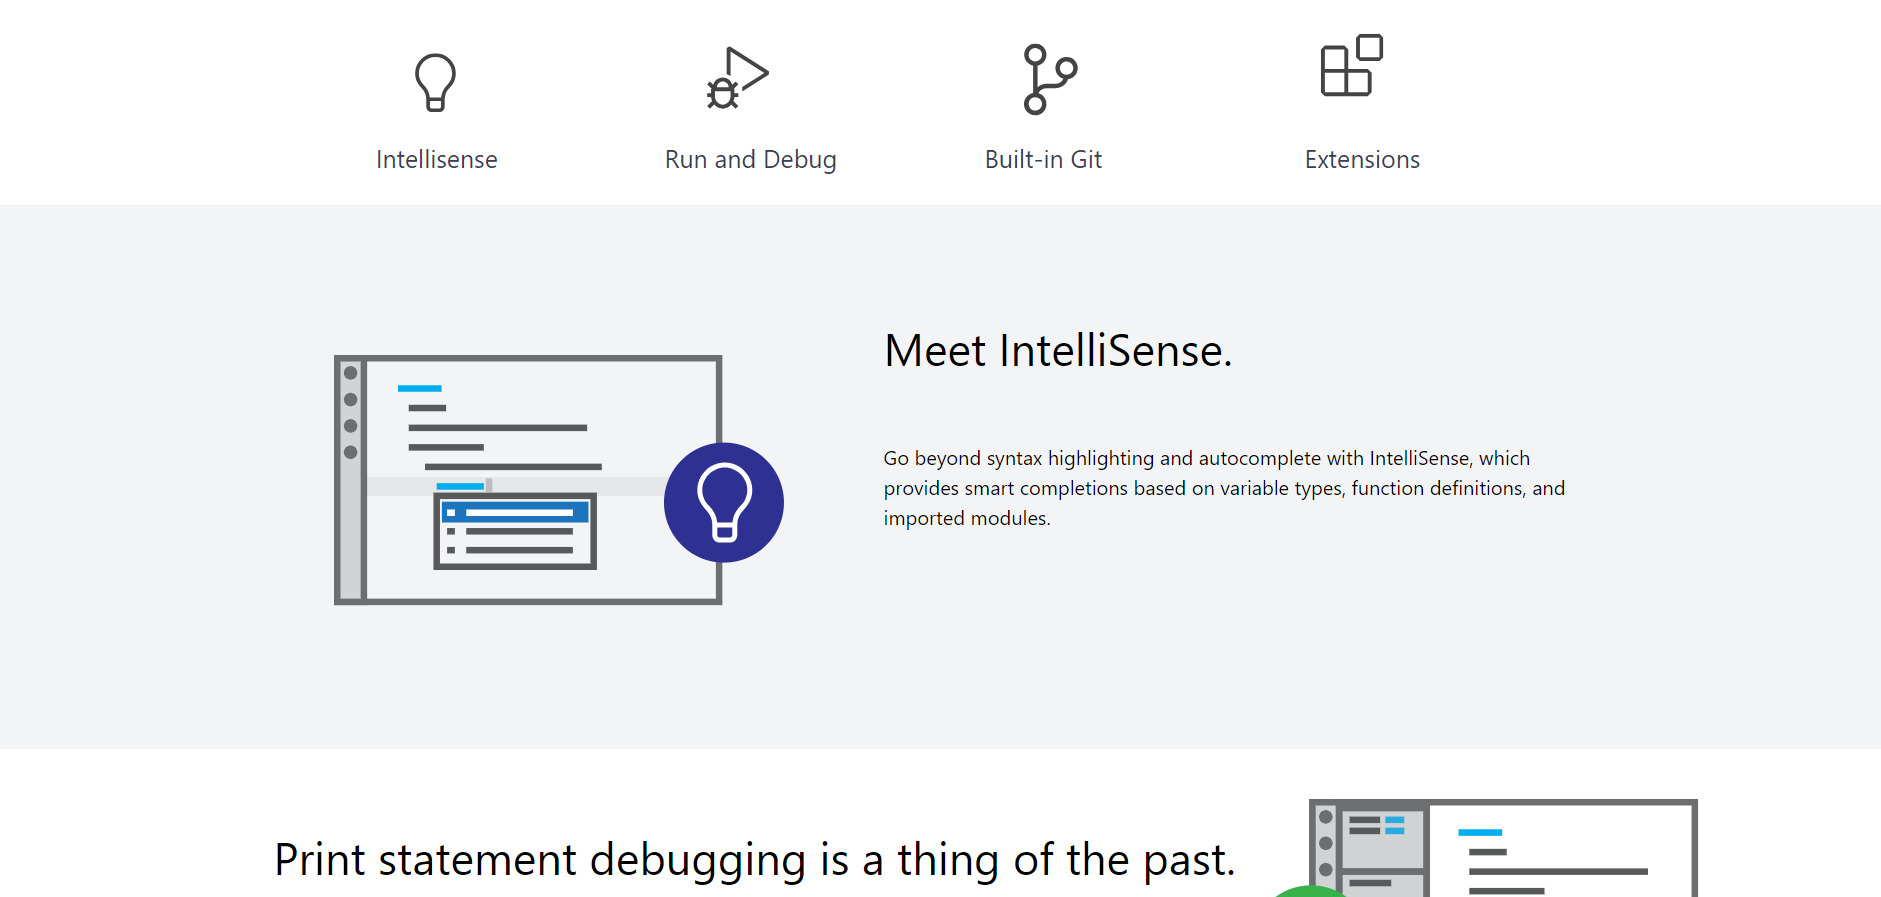 Intellisense
Run and Debug
Built-in Git
Extensions
Meet IntelliSense.
Go beyond syntax highlighting and autocomplete with IntelliSense, which
provides smart completions based on variable types, function definitions, and
imported modules.
Print statement debugging is a thing of the past.